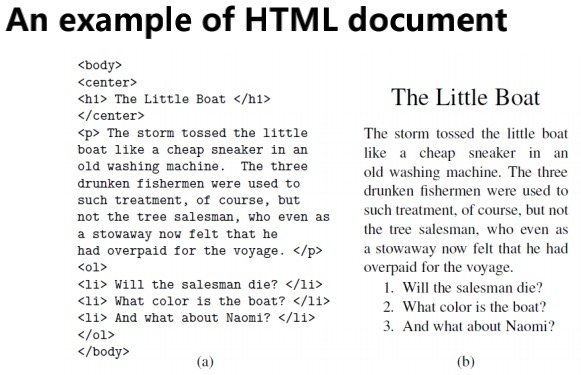 An example of HTML document
<body>
<center>
<h1> The Little Boat </h1>
</center>
<p> The storm tossed the little
boat like a cheap sneaker in an
old washing machine. The three
drunken fishermen were used to
such treatment, of course, but
not the tree salesman, who even as
a stowaway now felt that he
had overpaid for the voyage. </p>
<ol>
<li> Will the salesman die? </li>
<li> What color is the boat? </li>
<li> And what about Naomi? </li>
</ol>
</body>
(a)
The Little Boat
The storm tossed the little boat
like a cheap sneaker in an
old washing machine. The three
drunken fishermen were used to
such treatment, of course, but not
the tree salesman, who even as
a stowaway now felt that he had
overpaid for the voyage.
1. Will the salesman die?
2. What color is the boat?
3. And what about Naomi?
(b)